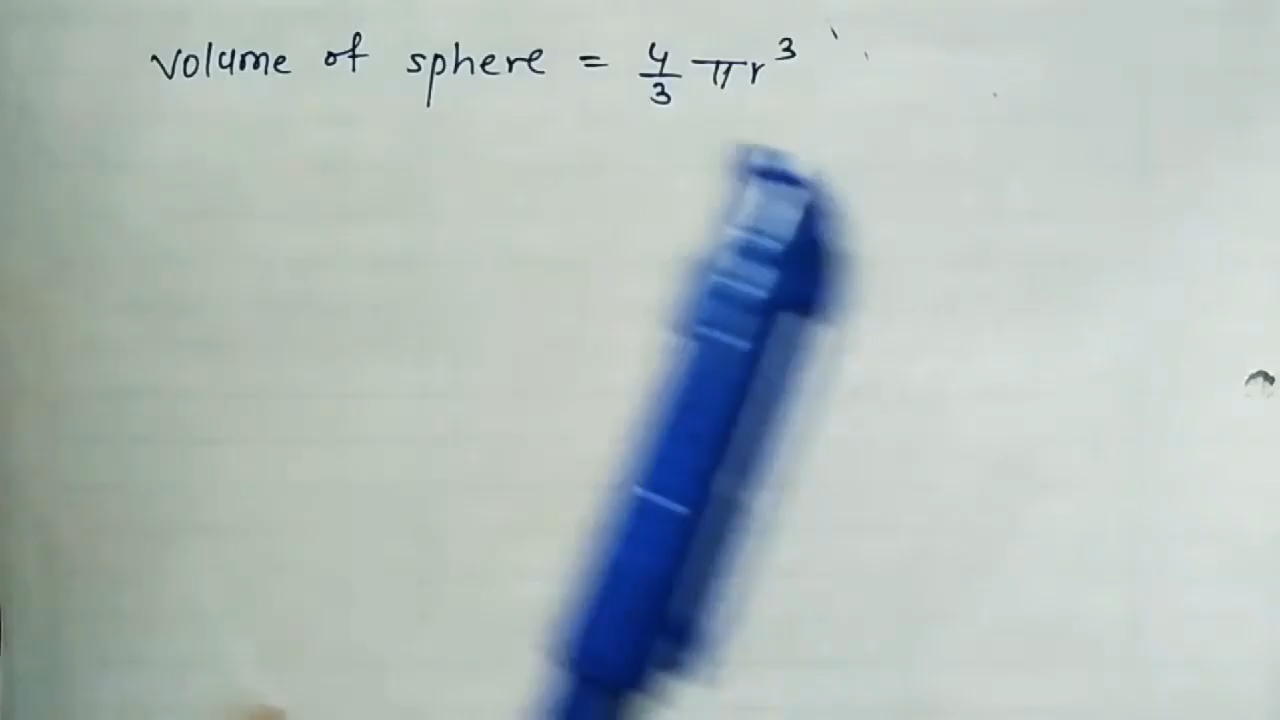 volume of sphere = 4/3 πr³